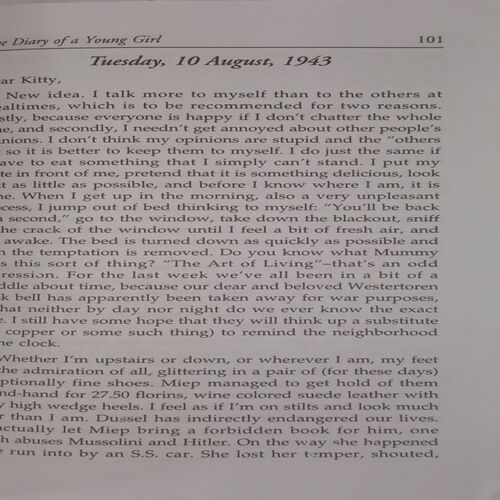 e Diary of a Young Girl 101
Tuesday, 10 August, 1943
ar Kitty,
New idea. I talk more to myself than to the others at
ealtimes, which is to be recommended for two reasons.
stly, because everyone is happy if I don't chatter the whole
e, and secondly, I needn't get annoyed about other people's
inions. I don't think my opinions are stupid and the "others
so it is better to keep them to myself. I do just the same if
ave to eat something that I simply can't stand. I put my
te in front of me, pretend that it is something delicious, look
it as little as possible, and before I know where I am, it is
ne. When I get up in the morning, also a very unpleasant
cess, I jump out of bed thinking to myself: "You'll be back
a second," go to the window, take down the blackout, sniff
the crack of the window until I feel a bit of fresh air, and
awake. The bed is turned down as quickly as possible and
n the temptation is removed. Do you know what Mummy
s this sort of thing? "The Art of Living"—that's an odd
ression. For the last week we've all been in a bit of a
ddle about time, because our dear and beloved Westertoren
k bell has apparently been taken away for war purposes,
hat neither by day nor night do we ever know the exact
e. I still have some hope that they will think up a substitute
copper or some such thing) to remind the neighborhood
he clock.
Whether I'm upstairs or down, or wherever I am, my feet
the admiration of all, glittering in a pair of (for these days)
eptionally fine shoes. Miep managed to get hold of them
nd-hand for 27.50 florins, wine colored suede leather with
y high wedge heels. I feel as if I'm on stilts and look much
r than I am. Dussel has indirectly endangered our lives.
actually let Miep bring a forbidden book for him, one
ch abuses Mussolini and Hitler. On the way she happened
e run into by an S.S. car. She lost her temper, shouted,